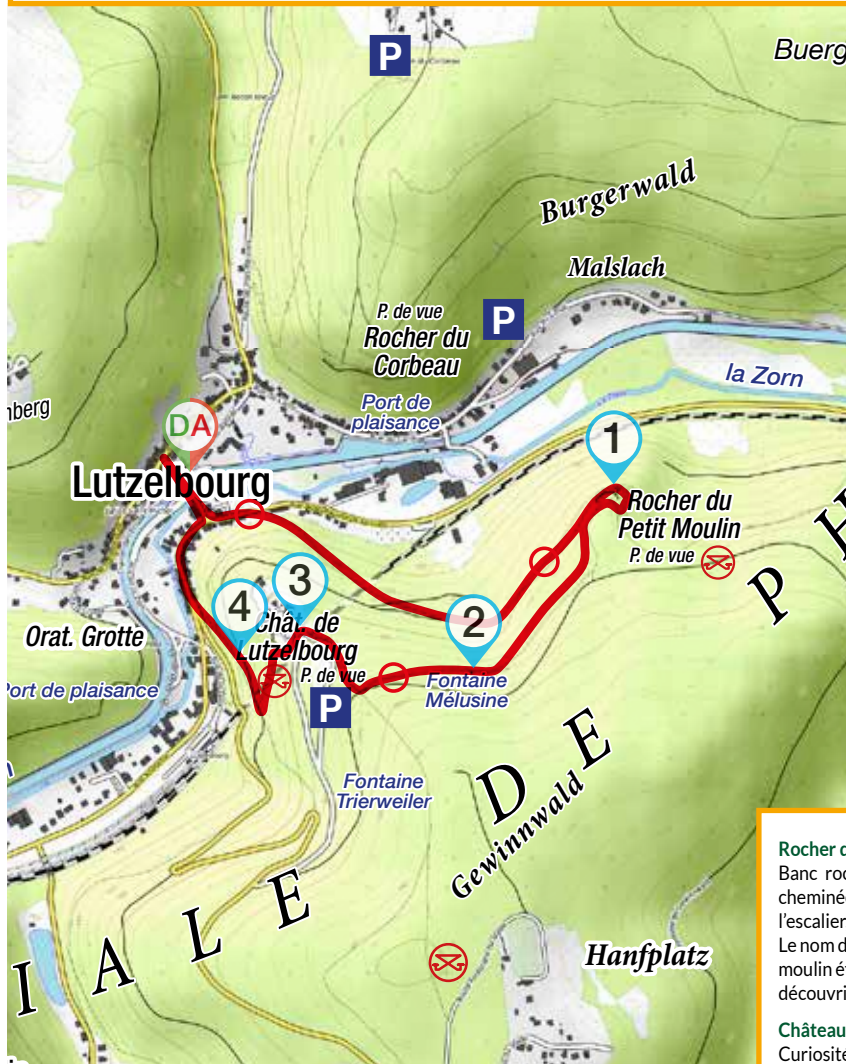 P
Buerg
Burgerwald
Malslach
P. de vue
Rocher du
Corbeau
P
la Zorn
nberg
Port de
plaisance
DA
1
Lutzelbourg
Rocher du
Petit Moulin
P. de vue
P
H
3
4
2
Chât. de
Lutzelbourg
P. de vue
Orat. Grotte
Port de plaisance
P
Fontaine
Mélusine
Fontaine
Trierweiler
D E
Gewinnwald
I A L E
Hanfplatz
Rocher d
Banc roc
cheminé
l'escalier
Le nom d
moulin ét
découvri
Château
Curiosité